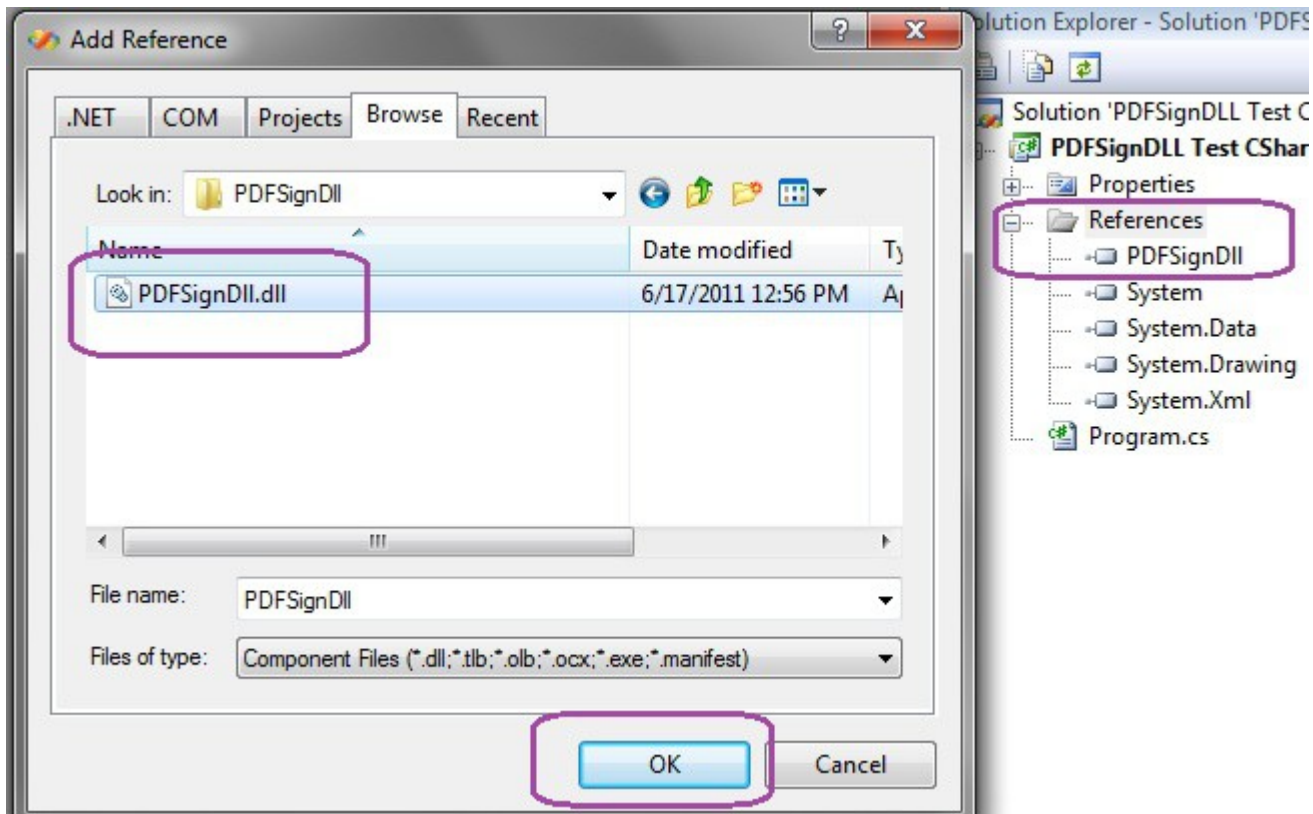 Add Reference
.NET COM Projects Browse Recent
Look in: PDFSignDll
Name Date modified Ty
PDFSignDll.dll 6/17/2011 12:56 PM
File name: PDFSignDll
Files of type: Component Files (*.dll;*.tlb;*.olb;*.ocx;*.exe;*.manifest)
OK Cancel
olution Explorer - Solution 'PDFS
Solution 'PDFSignDLL Test C
PDFSignDLL Test CShar
Properties
References
PDFSignDll
System
System.Data
System.Drawing
System.Xml
Program.cs